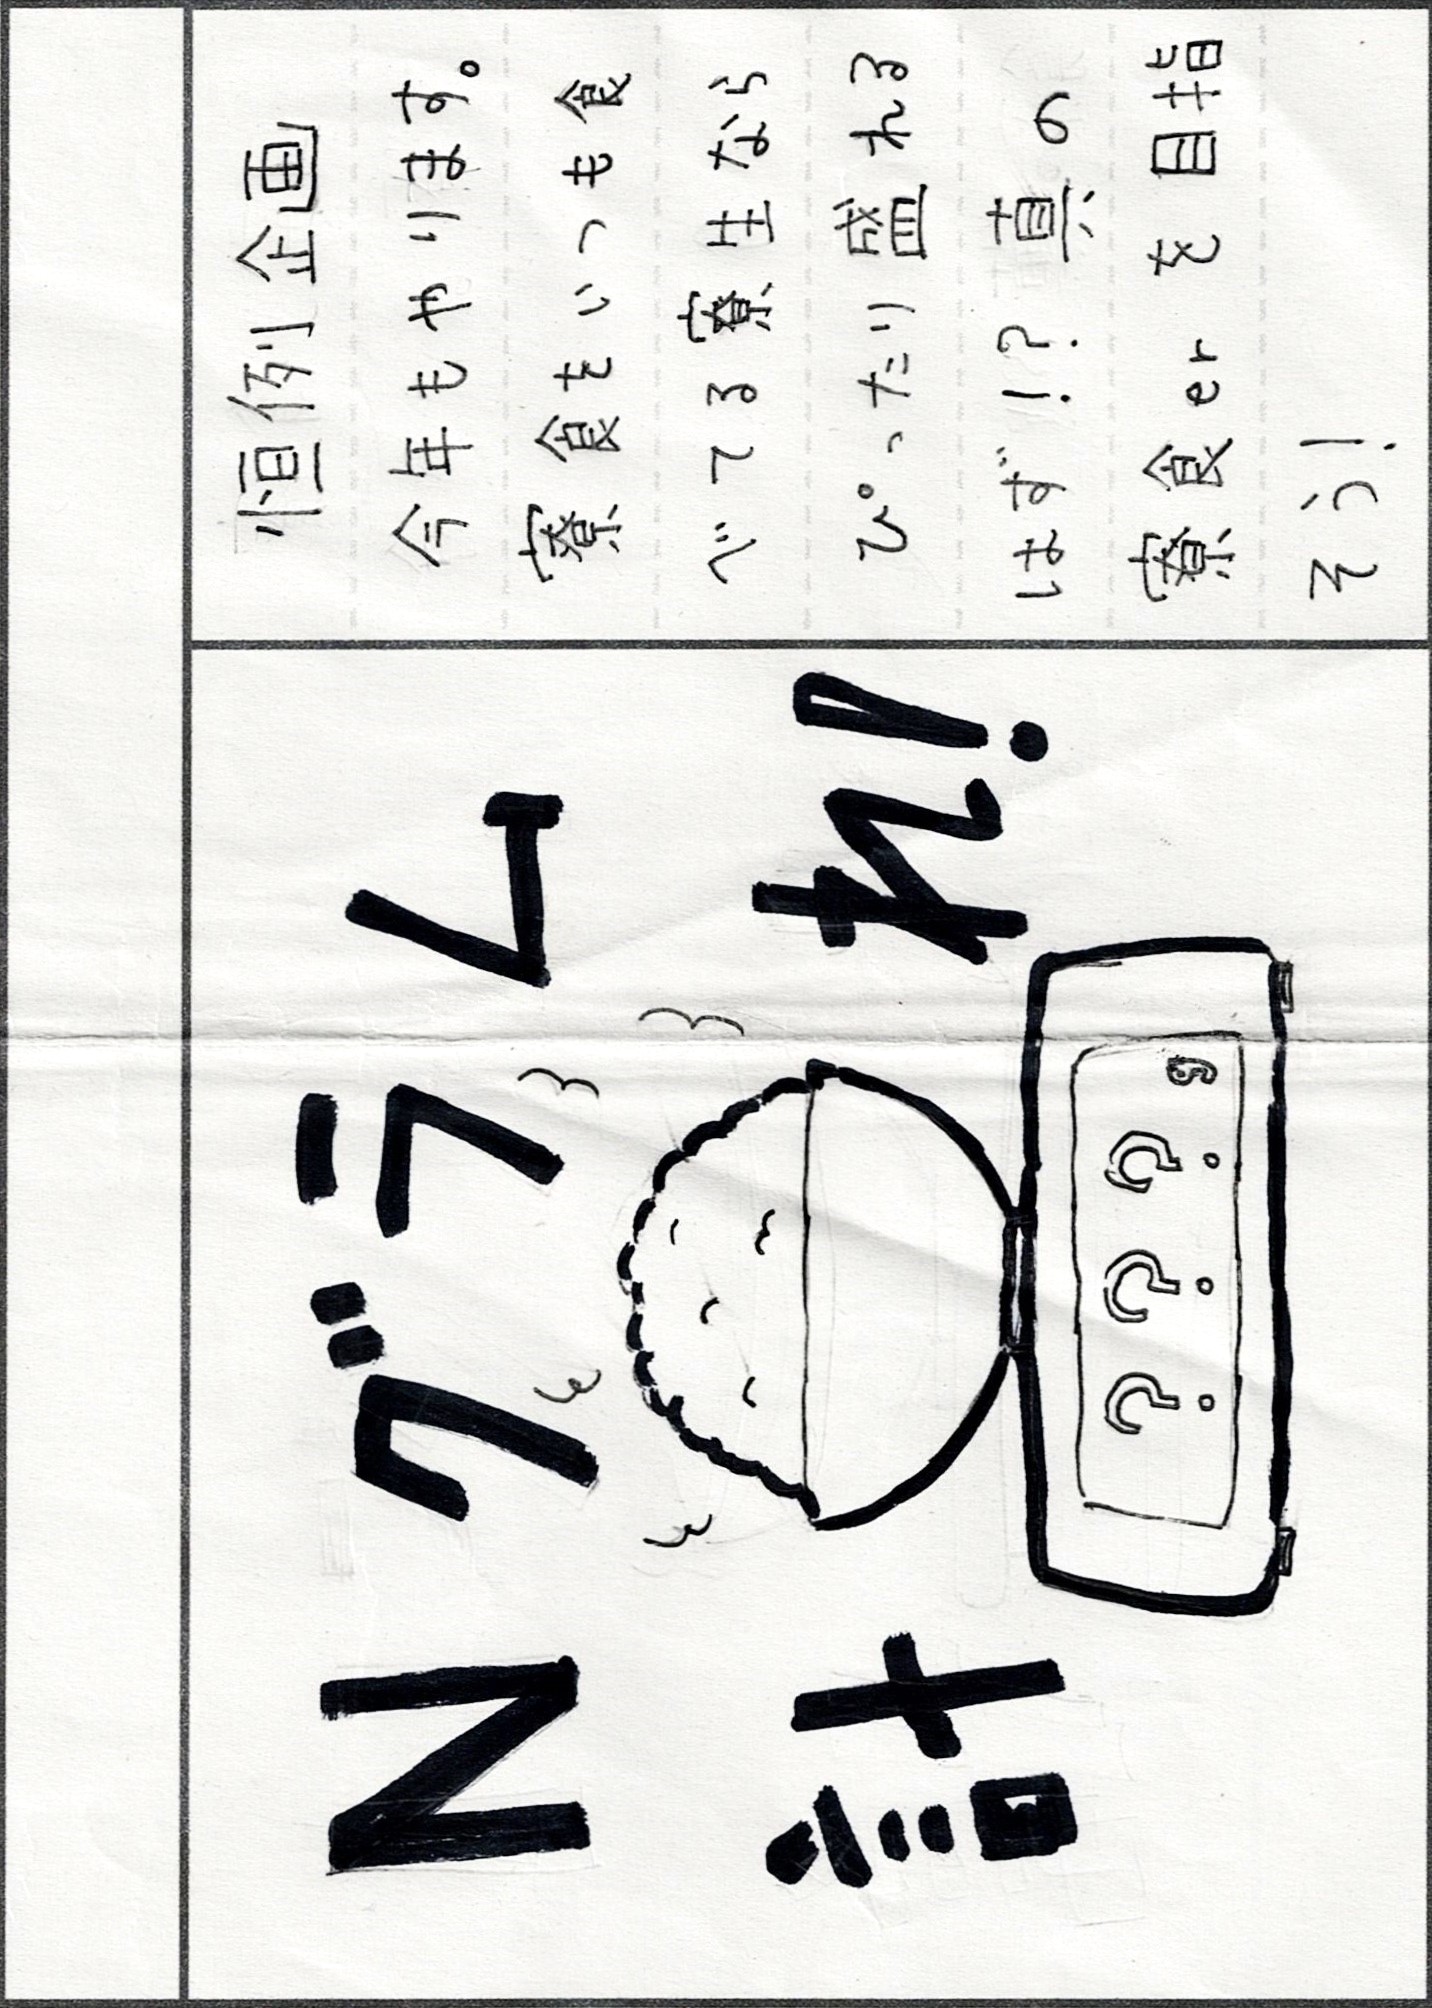 Nグラム
計れ!
???g
恒例企画
今年もやります。
寮食をいつも食
べてる寮生なら
ぴったり盛れる
はず!?真の
寮食erを目指
そう!